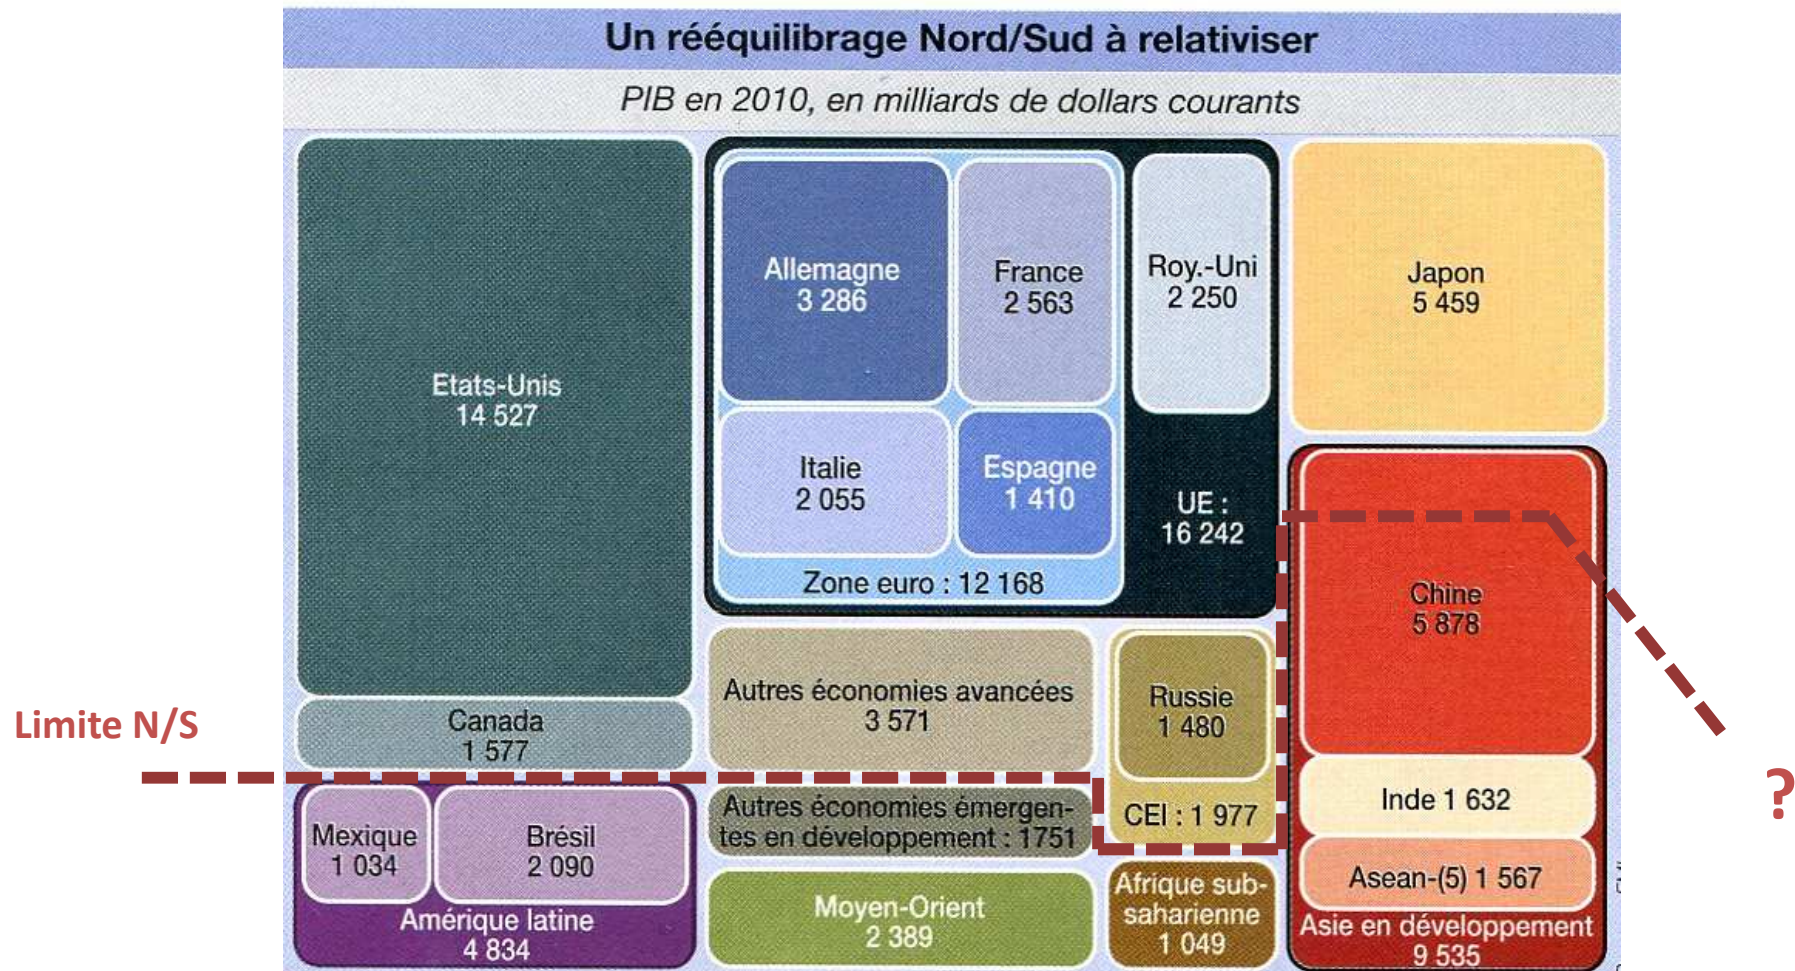 Un rééquilibrage Nord/Sud à relativiser
PIB en 2010, en milliards de dollars courants
Etats-Unis
14 527
Canada
1 577
Allemagne
3 286
France
2 563
Roy.-Uni
2 250
Italie
2 055
Espagne
1 410
UE :
16 242
Zone euro : 12 168
Japon
5 459
Chine
5 878
Autres économies avancées
3 571
Russie
1 480
Limite N/S
?
Autres économies émergen-
tes en développement : 1751
CEI : 1 977
Inde 1 632
Mexique
1 034
Brésil
2 090
Amérique latine
4 834
Moyen-Orient
2 389
Afrique sub-
saharienne
1 049
Asean-(5) 1 567
Asie en développement
9 535